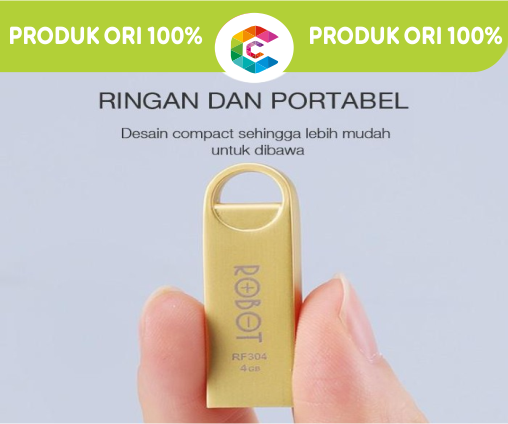 PRODUK ORI 100%
C
PRODUK ORI 100%
RINGAN DAN PORTABEL
Desain compact sehingga lebih mudah
untuk dibawa
ROBOT
RF304
4GB